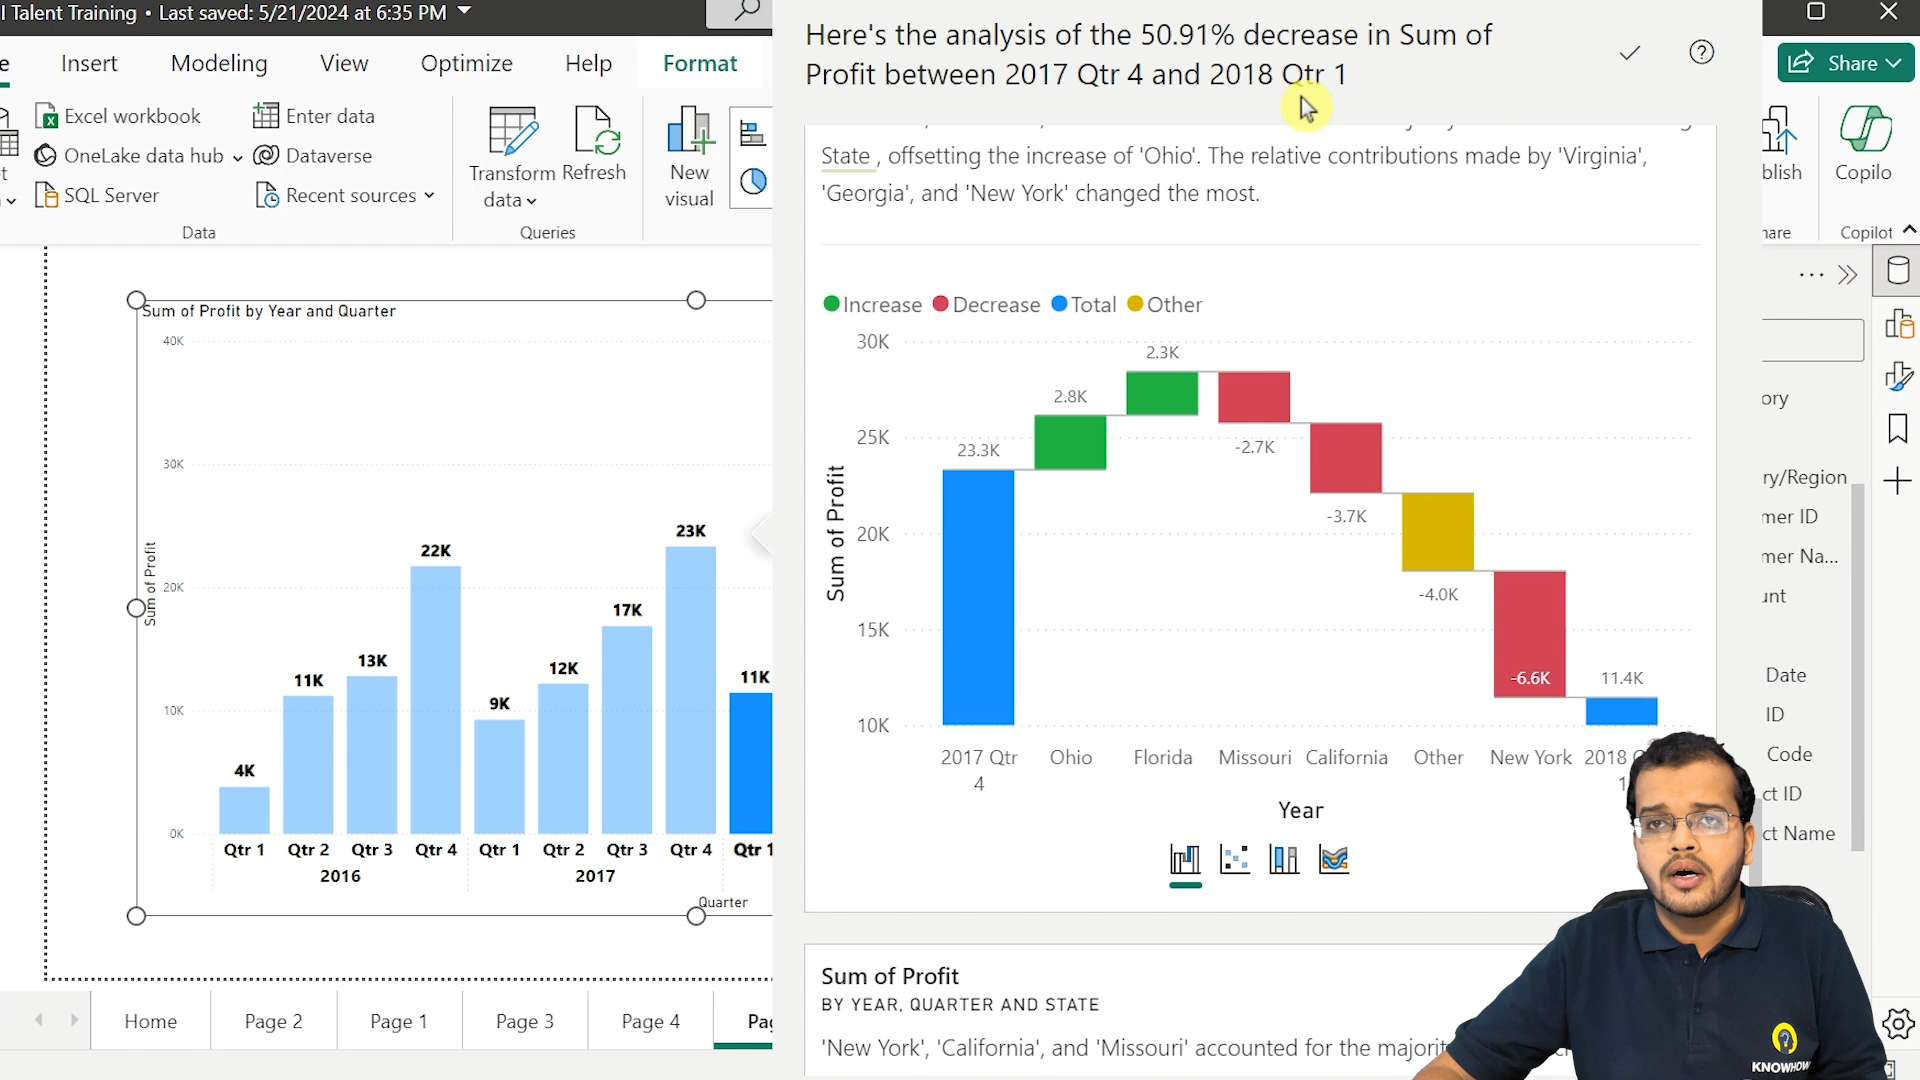 l Talent Training • Last saved: 5/21/2024 at 6:35 PM
Insert Modeling View Optimize Help Format
Share
Excel workbook
OneLake data hub
SQL Server
Enter data
Dataverse
Recent sources
Data
Transform data
Refresh
Queries
New visual
blish
Copilo
hare
Copilot
Here's the analysis of the 50.91% decrease in Sum of
Profit between 2017 Qtr 4 and 2018 Qtr 1
State , offsetting the increase of 'Ohio'. The relative contributions made by 'Virginia',
'Georgia', and 'New York' changed the most.
Increase Decrease Total Other
30K
25K
20K
15K
10K
Sum of Profit
23.3K
2.8K
2.3K
-2.7K
-3.7K
-4.0K
-6.6K
11.4K
2017 Qtr 4
Ohio
Florida
Missouri
California
Other
New York
2018
Year
Sum of Profit
BY YEAR, QUARTER AND STATE
'New York', 'California', and 'Missouri' accounted for the majorit
Sum of Profit by Year and Quarter
40K
30K
20K
10K
0K
Sum of Profit
4K
11K
13K
22K
9K
12K
17K
23K
11K
Qtr 1 Qtr 2 Qtr 3 Qtr 4 Qtr 1 Qtr 2 Qtr 3 Qtr 4 Qtr 1
2016 2017
Quarter
Home Page 2 Page 1 Page 3 Page 4 Pag
ory
ry/Region
mer ID
mer Na...
unt
Date
ID
Code
ct ID
ct Name
KNOWHOW